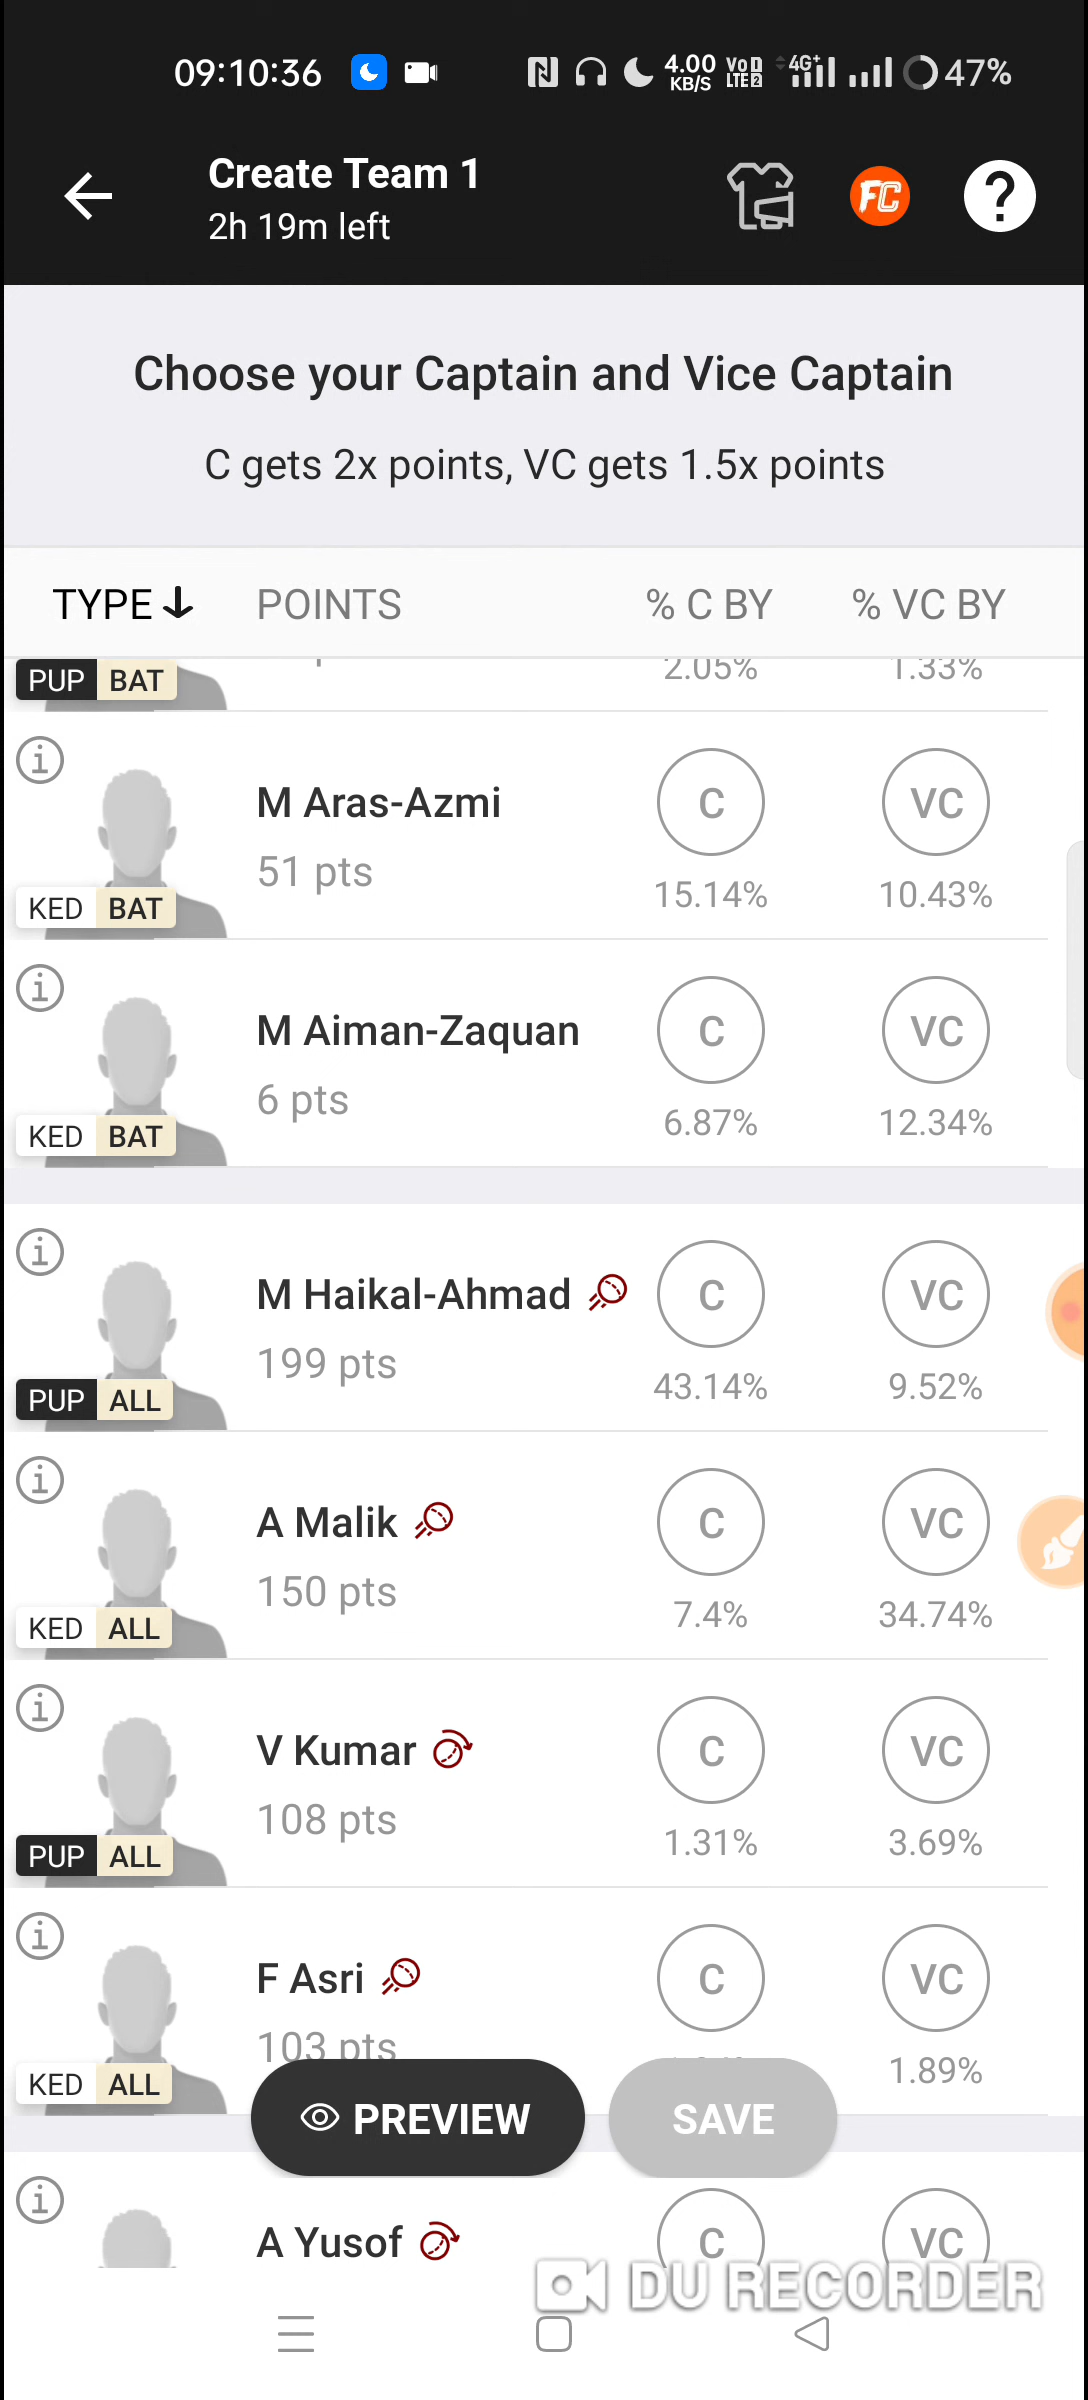 09:10:36 4.00 KB/S VoD LTE2 4G+ 47%
Create Team 1
2h 19m left
FC ?
Choose your Captain and Vice Captain
C gets 2x points, VC gets 1.5x points
TYPE POINTS % C BY % VC BY
PUP BAT 2.05% 1.33%
M Aras-Azmi C VC
51 pts 15.14% 10.43%
KED BAT
M Aiman-Zaquan C VC
6 pts 6.87% 12.34%
KED BAT
M Haikal-Ahmad C VC
199 pts 43.14% 9.52%
PUP ALL
A Malik C VC
150 pts 7.4% 34.74%
KED ALL
V Kumar C VC
108 pts 1.31% 3.69%
PUP ALL
F Asri C VC
103 pts 1.89%
KED ALL
PREVIEW SAVE
A Yusof C VC
DU RECORDER